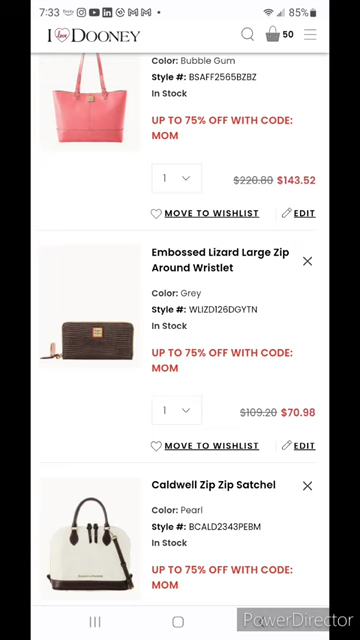 7:33 85%
I love DOONEY 50
Color: Bubble Gum
Style #: BSAFF2565BZBZ
In Stock
UP TO 75% OFF WITH CODE:
MOM
1 $220.80 $143.52
MOVE TO WISHLIST EDIT
Embossed Lizard Large Zip
Around Wristlet
Color: Grey
Style #: WLIZD126DGYTN
In Stock
UP TO 75% OFF WITH CODE:
MOM
1 $109.20 $70.98
MOVE TO WISHLIST EDIT
Caldwell Zip Zip Satchel
Color: Pearl
Style #: BCALD2343PEBM
In Stock
UP TO 75% OFF WITH CODE:
MOM
PowerDirector